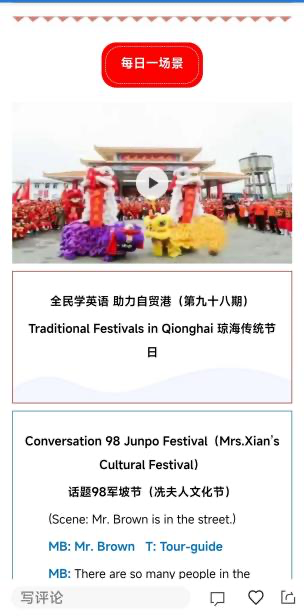 每日一场景
全民学英语 助力自贸港（第九十八期）
Traditional Festivals in Qionghai 琼海传统节
日
Conversation 98 Junpo Festival（Mrs.Xian's
Cultural Festival）
话题98军坡节（冼夫人文化节）
(Scene: Mr. Brown is in the street.)
MB: Mr. Brown T: Tour-guide
MB: There are so many people in the
写评论